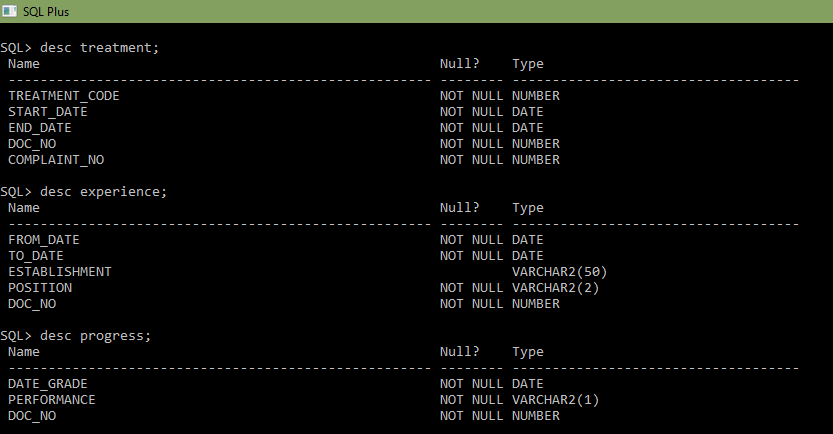 SQL Plus
SQL> desc treatment;
Name Null? Type
----------------------------------------------------- -------- ------------------------------------
TREATMENT_CODE NOT NULL NUMBER
START_DATE NOT NULL DATE
END_DATE NOT NULL DATE
DOC_NO NOT NULL NUMBER
COMPLAINT_NO NOT NULL NUMBER
SQL> desc experience;
Name Null? Type
----------------------------------------------------- -------- ------------------------------------
FROM_DATE NOT NULL DATE
TO_DATE NOT NULL DATE
ESTABLISHMENT VARCHAR2(50)
POSITION NOT NULL VARCHAR2(2)
DOC_NO NOT NULL NUMBER
SQL> desc progress;
Name Null? Type
----------------------------------------------------- -------- ------------------------------------
DATE_GRADE NOT NULL DATE
PERFORMANCE NOT NULL VARCHAR2(1)
DOC_NO NOT NULL NUMBER